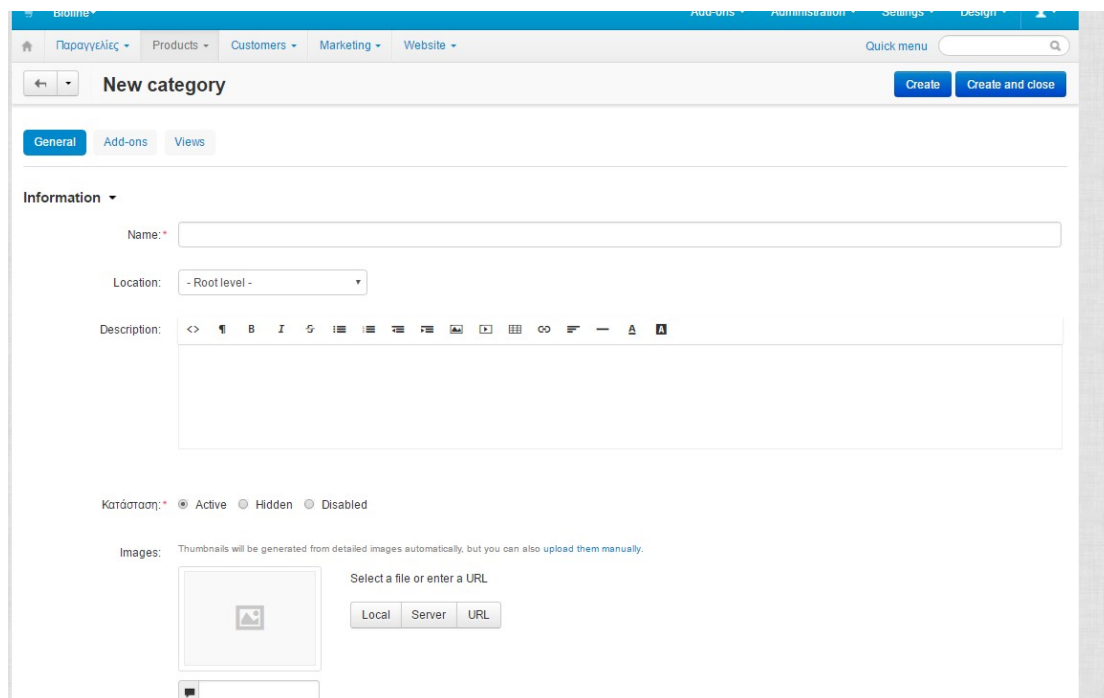 Bioline Add-ons Administration Settings Design
Παραγγελίες Products Customers Marketing Website Quick menu
New category Create Create and close
General Add-ons Views
Information
Name:*
Location: - Root level -
Description: B I S A A
Κατάσταση:* Active Hidden Disabled
Images: Thumbnails will be generated from detailed images automatically, but you can also upload them manually.
Select a file or enter a URL
Local Server URL